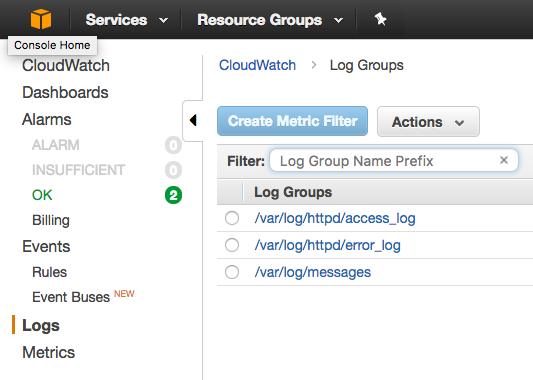 Services Resource Groups
Console Home
CloudWatch
Dashboards
Alarms
ALARM 0
INSUFFICIENT 0
OK 2
Billing
Events
Rules
Event Buses NEW
Logs
Metrics
CloudWatch > Log Groups
Create Metric Filter Actions
Filter: Log Group Name Prefix ×
Log Groups
/var/log/httpd/access_log
/var/log/httpd/error_log
/var/log/messages